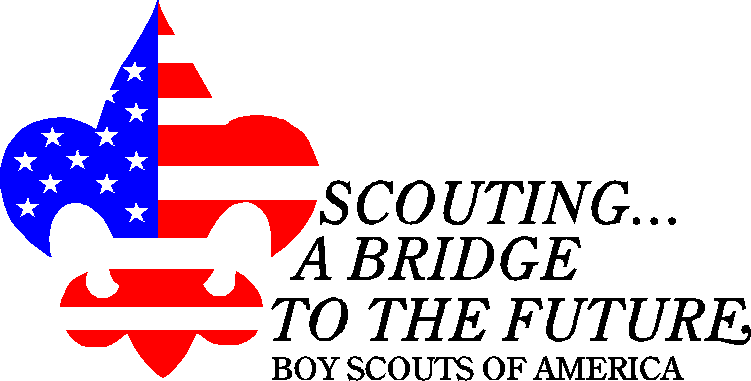 SCOUTING...
A BRIDGE
TO THE FUTURE
BOY SCOUTS OF AMERICA